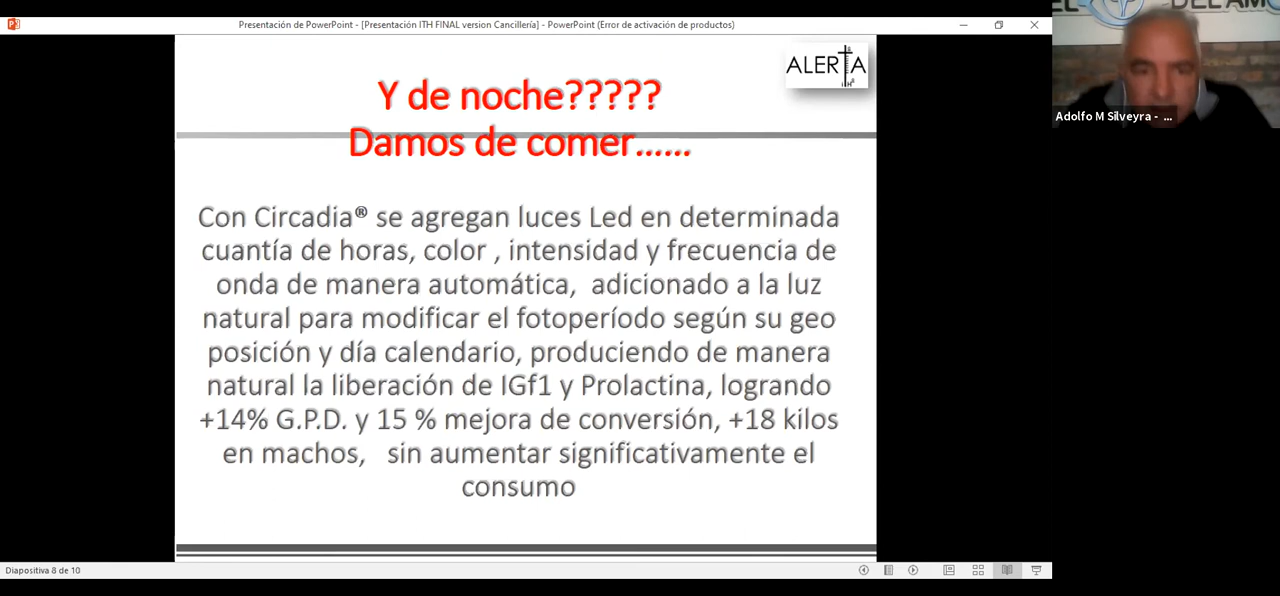 Presentación de PowerPoint - [Presentación ITH FINAL version Cancillería] - PowerPoint (Error de activación de productos)
DEL AMO
ALERTA
Adolfo M Silveyra - ...
Y de noche?????
Damos de comer......
Con Circadia® se agregan luces Led en determinada
cuantía de horas, color , intensidad y frecuencia de
onda de manera automática, adicionado a la luz
natural para modificar el fotoperíodo según su geo
posición y día calendario, produciendo de manera
natural la liberación de IGf1 y Prolactina, logrando
+14% G.P.D. y 15 % mejora de conversión, +18 kilos
en machos, sin aumentar significativamente el
consumo
Diapositiva 8 de 10